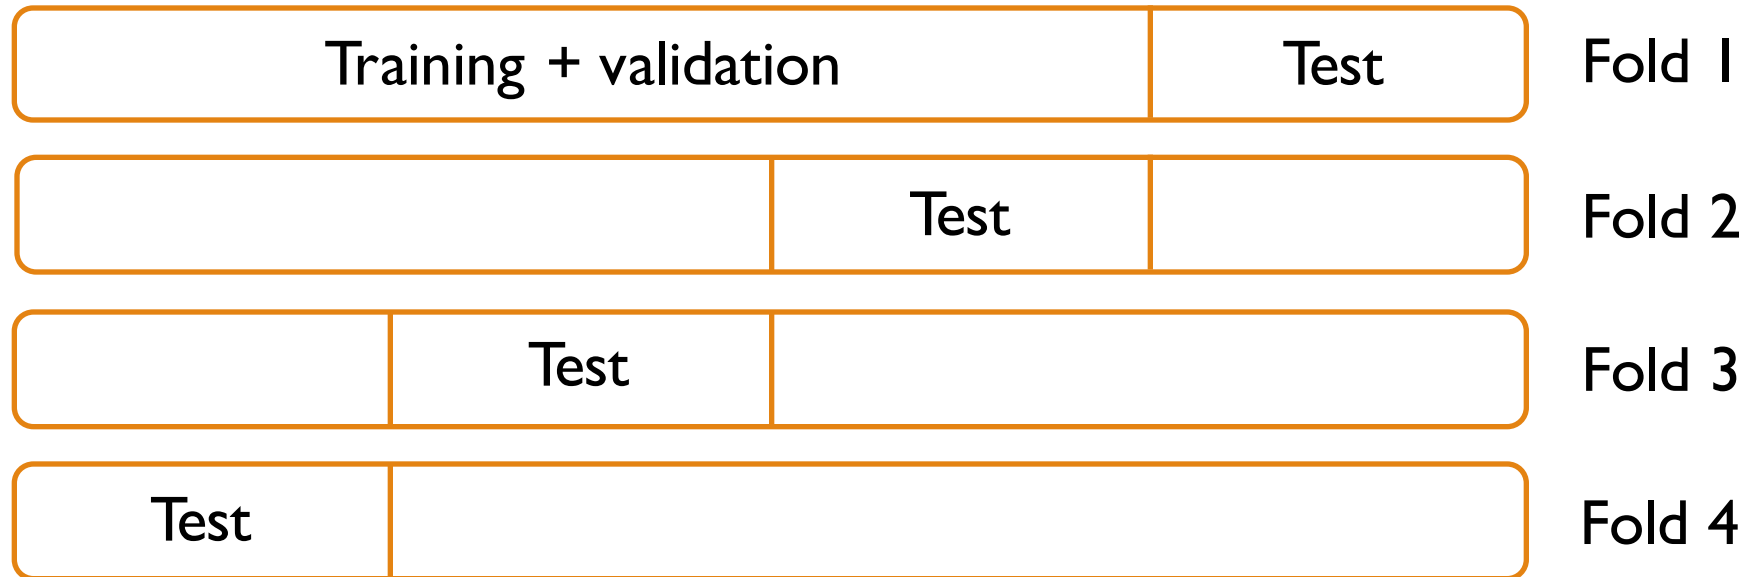 Training + validation Test Fold 1
Test Fold 2
Test Fold 3
Test Fold 4